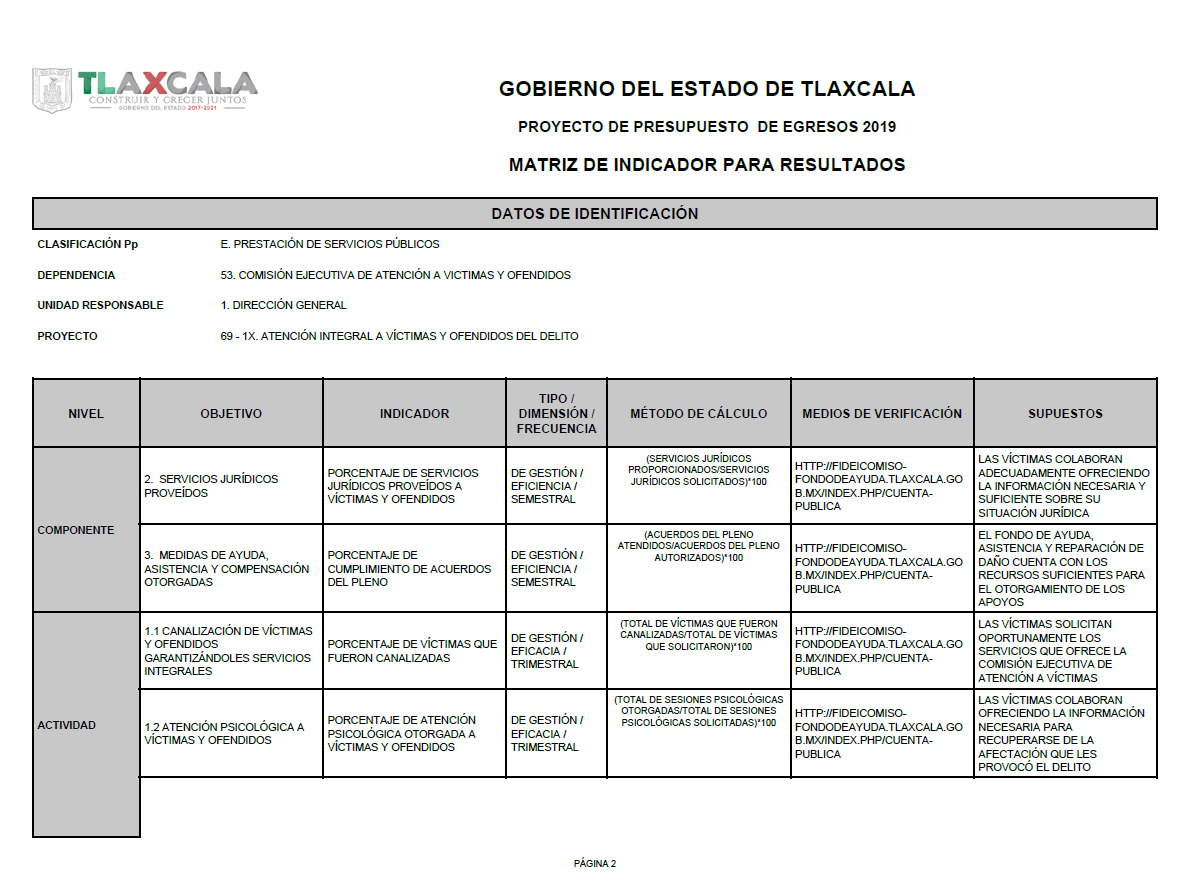 TLAXCALA
CONSTRUIR Y CRECER JUNTOS
GOBIERNO DEL ESTADO 2017-2021
GOBIERNO DEL ESTADO DE TLAXCALA
PROYECTO DE PRESUPUESTO DE EGRESOS 2019
MATRIZ DE INDICADOR PARA RESULTADOS
DATOS DE IDENTIFICACIÓN
CLASIFICACIÓN Pp E. PRESTACIÓN DE SERVICIOS PÚBLICOS
DEPENDENCIA 53. COMISIÓN EJECUTIVA DE ATENCIÓN A VICTIMAS Y OFENDIDOS
UNIDAD RESPONSABLE 1. DIRECCIÓN GENERAL
PROYECTO 69 - 1X. ATENCIÓN INTEGRAL A VÍCTIMAS Y OFENDIDOS DEL DELITO
NIVEL
OBJETIVO
INDICADOR
TIPO /
DIMENSIÓN /
FRECUENCIA
MÉTODO DE CÁLCULO
MEDIOS DE VERIFICACIÓN
SUPUESTOS
COMPONENTE
2. SERVICIOS JURÍDICOS
PROVEÍDOS
PORCENTAJE DE SERVICIOS
JURÍDICOS PROVEÍDOS A
VÍCTIMAS Y OFENDIDOS
DE GESTIÓN /
EFICIENCIA /
SEMESTRAL
(SERVICIOS JURÍDICOS
PROPORCIONADOS/SERVICIOS
JURÍDICOS SOLICITADOS)*100
HTTP://FIDEICOMISO-
FONDODEAYUDA.TLAXCALA.GO
B.MX/INDEX.PHP/CUENTA-
PUBLICA
LAS VÍCTIMAS COLABORAN
ADECUADAMENTE OFRECIENDO
LA INFORMACIÓN NECESARIA Y
SUFICIENTE SOBRE SU
SITUACIÓN JURÍDICA
3. MEDIDAS DE AYUDA,
ASISTENCIA Y COMPENSACIÓN
OTORGADAS
PORCENTAJE DE
CUMPLIMIENTO DE ACUERDOS
DEL PLENO
DE GESTIÓN /
EFICIENCIA /
SEMESTRAL
(ACUERDOS DEL PLENO
ATENDIDOS/ACUERDOS DEL PLENO
AUTORIZADOS)*100
HTTP://FIDEICOMISO-
FONDODEAYUDA.TLAXCALA.GO
B.MX/INDEX.PHP/CUENTA-
PUBLICA
EL FONDO DE AYUDA,
ASISTENCIA Y REPARACIÓN DE
DAÑO CUENTA CON LOS
RECURSOS SUFICIENTES PARA
EL OTORGAMIENTO DE LOS
APOYOS
ACTIVIDAD
1.1 CANALIZACIÓN DE VÍCTIMAS
Y OFENDIDOS
GARANTIZÁNDOLES SERVICIOS
INTEGRALES
PORCENTAJE DE VÍCTIMAS QUE
FUERON CANALIZADAS
DE GESTIÓN /
EFICACIA /
TRIMESTRAL
(TOTAL DE VÍCTIMAS QUE FUERON
CANALIZADAS/TOTAL DE VÍCTIMAS
QUE SOLICITARON)*100
HTTP://FIDEICOMISO-
FONDODEAYUDA.TLAXCALA.GO
B.MX/INDEX.PHP/CUENTA-
PUBLICA
LAS VÍCTIMAS SOLICITAN
OPORTUNAMENTE LOS
SERVICIOS QUE OFRECE LA
COMISIÓN EJECUTIVA DE
ATENCIÓN A VÍCTIMAS
1.2 ATENCIÓN PSICOLÓGICA A
VÍCTIMAS Y OFENDIDOS
PORCENTAJE DE ATENCIÓN
PSICOLÓGICA OTORGADA A
VÍCTIMAS Y OFENDIDOS
DE GESTIÓN /
EFICACIA /
TRIMESTRAL
(TOTAL DE SESIONES PSICOLÓGICAS
OTORGADAS/TOTAL DE SESIONES
PSICOLÓGICAS SOLICITADAS)*100
HTTP://FIDEICOMISO-
FONDODEAYUDA.TLAXCALA.GO
B.MX/INDEX.PHP/CUENTA-
PUBLICA
LAS VÍCTIMAS COLABORAN
OFRECIENDO LA INFORMACIÓN
NECESARIA PARA
RECUPERARSE DE LA
AFECTACIÓN QUE LES
PROVOCÓ EL DELITO
PÁGINA 2